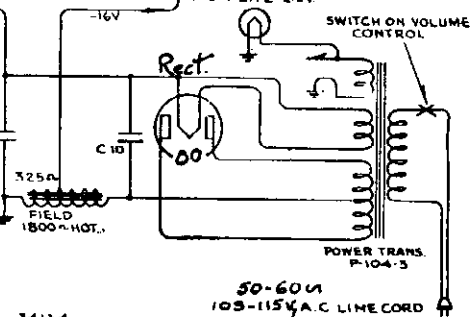 -16V
SWITCH ON VOLUME
CONTROL
Rect.
80
C 10
325Ω
FIELD
1800~HOT.
POWER TRANS.
P-104-3
50-60~
105-115V, A.C LINE CORD